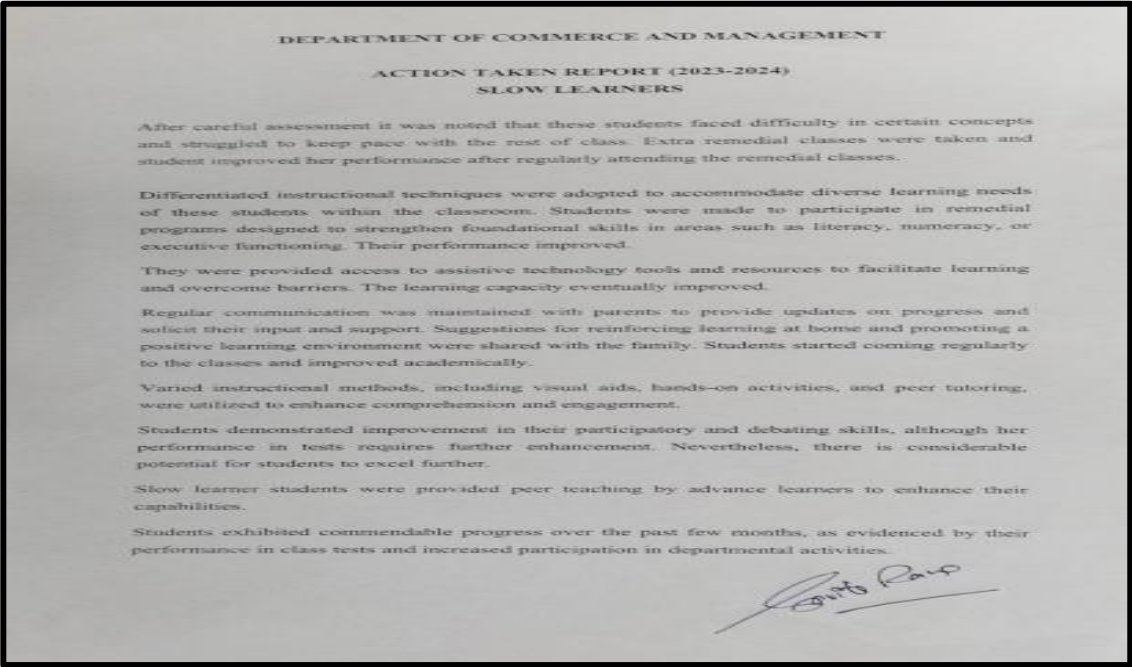 DEPARTMENT OF COMMERCE AND MANAGEMENT
ACTION TAKEN REPORT (2023-2024)
SLOW LEARNERS
After careful assessment it was noted that these students faced difficulty in certain concepts
and struggled to keep pace with the rest of class. Extra remedial classes were taken and
student improved her performance after regularly attending the remedial classes.
Differentiated instructional techniques were adopted to accommodate diverse learning needs
of these students within the classroom. Students were made to participate in remedial
programs designed to strengthen foundational skills in areas such as literacy, numeracy, or
executive functioning. Their performance improved.
They were provided access to assistive technology tools and resources to facilitate learning
and overcome barriers. The learning capacity eventually improved.
Regular communication was maintained with parents to provide updates on progress and
solicit their input and support. Suggestions for reinforcing learning at home and promoting a
positive learning environment were shared with the family. Students started coming regularly
to the classes and improved academically.
Varied instructional methods, including visual aids, hands-on activities, and peer tutoring,
were utilized to enhance comprehension and engagement.
Students demonstrated improvement in their participatory and debating skills, although her
performance in tests requires further enhancement. Nevertheless, there is considerable
potential for students to excel further.
Slow learner students were provided peer teaching by advance learners to enhance their
capabilities.
Students exhibited commendable progress over the past few months, as evidenced by their
performance in class tests and increased participation in departmental activities.